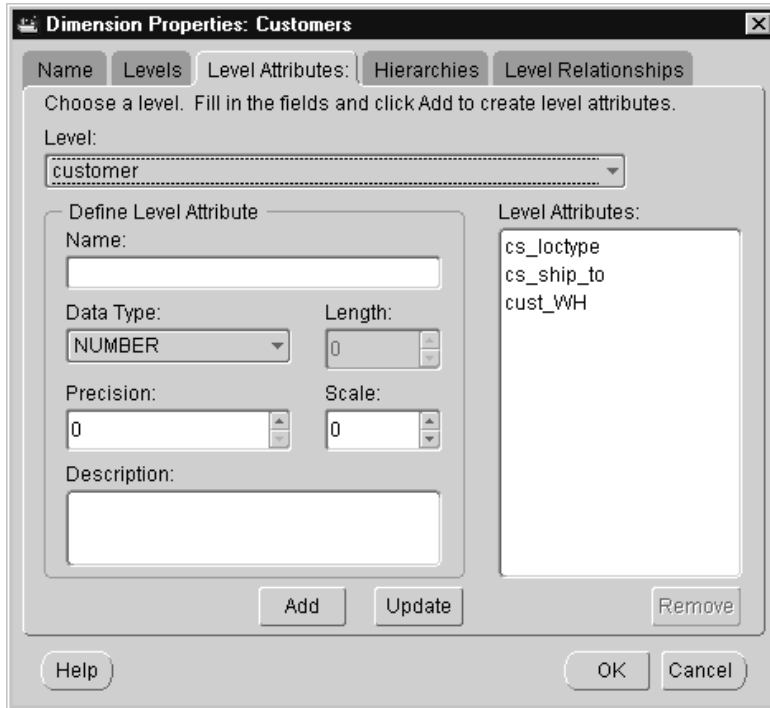 Dimension Properties: Customers
Name Levels Level Attributes: Hierarchies Level Relationships
Choose a level. Fill in the fields and click Add to create level attributes.
Level:
customer
Define Level Attribute
Name:
Data Type: Length:
NUMBER 0
Precision: Scale:
0 0
Description:
Level Attributes:
cs_loctype
cs_ship_to
cust_WH
Add Update Remove
Help OK Cancel